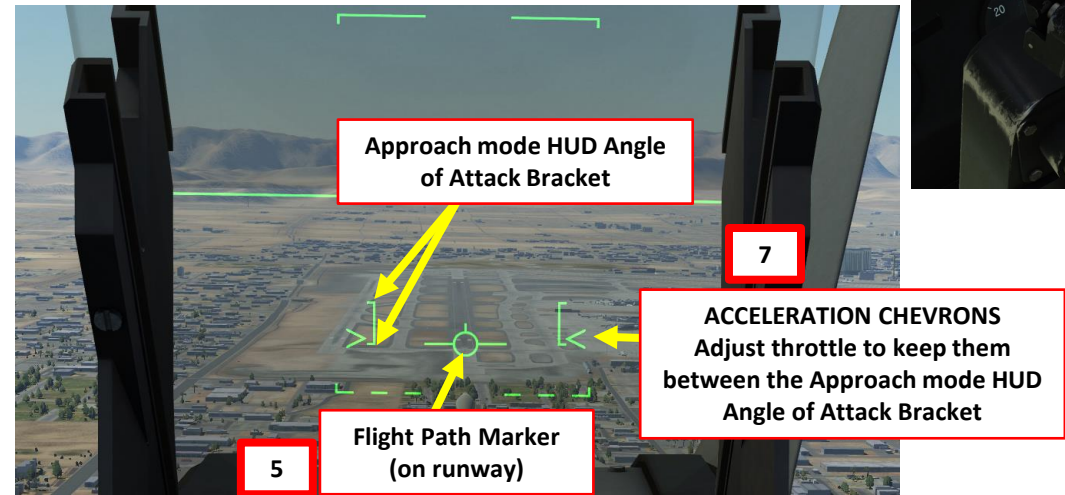 20
Approach mode HUD Angle
of Attack Bracket
7
ACCELERATION CHEVRONS
Adjust throttle to keep them
between the Approach mode HUD
Angle of Attack Bracket
Flight Path Marker
(on runway)
5